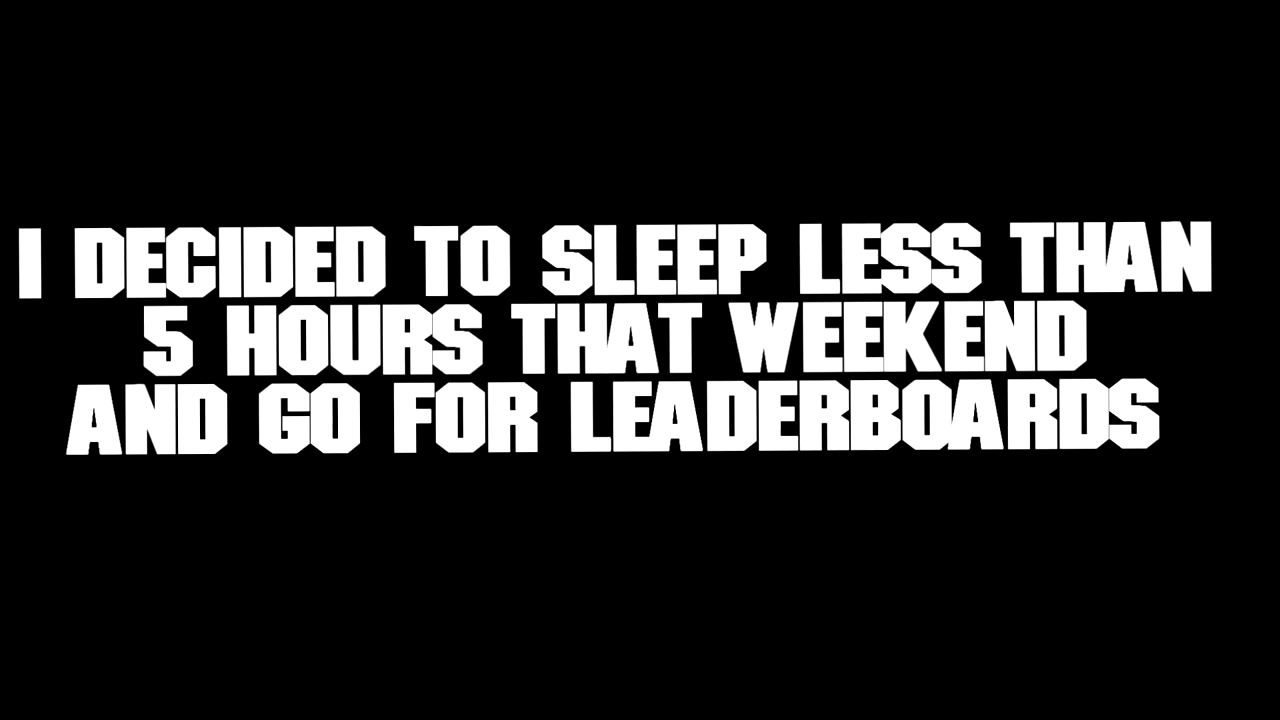 I DECIDED TO SLEEP LESS THAN
5 HOURS THAT WEEKEND
AND GO FOR LEADERBOARDS